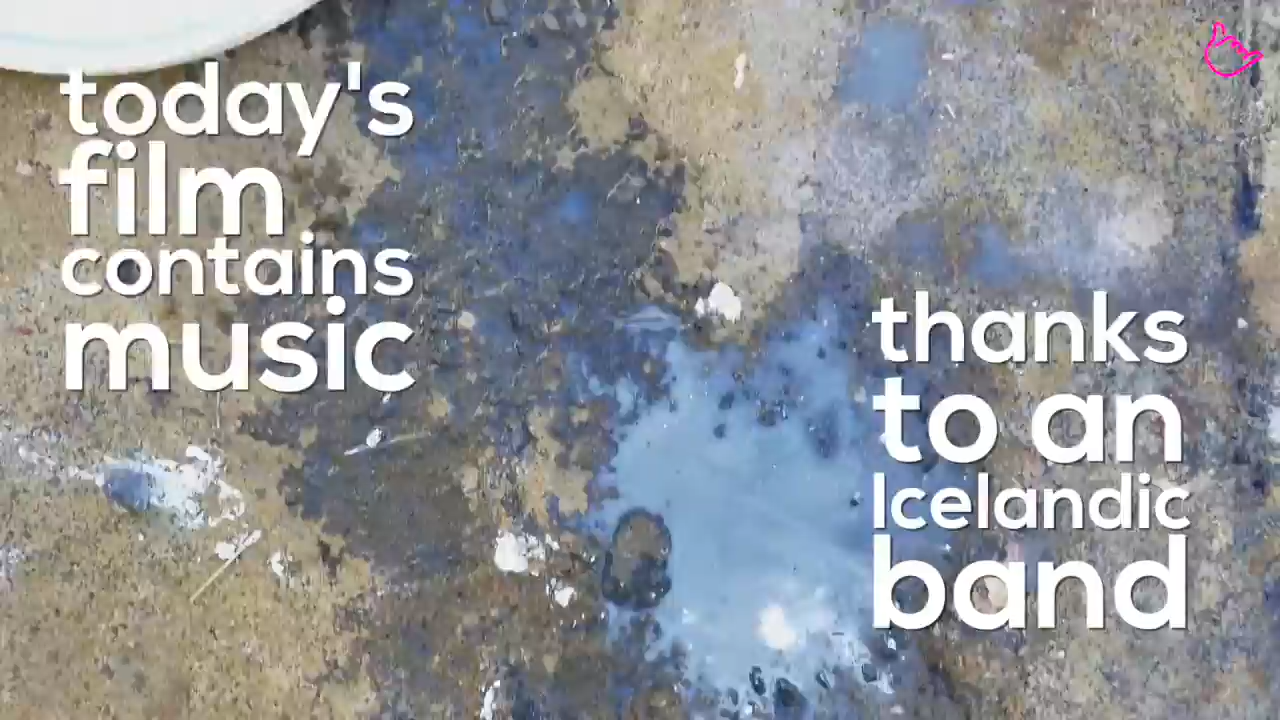 today's
film
contains
music
thanks
to an
Icelandic
band